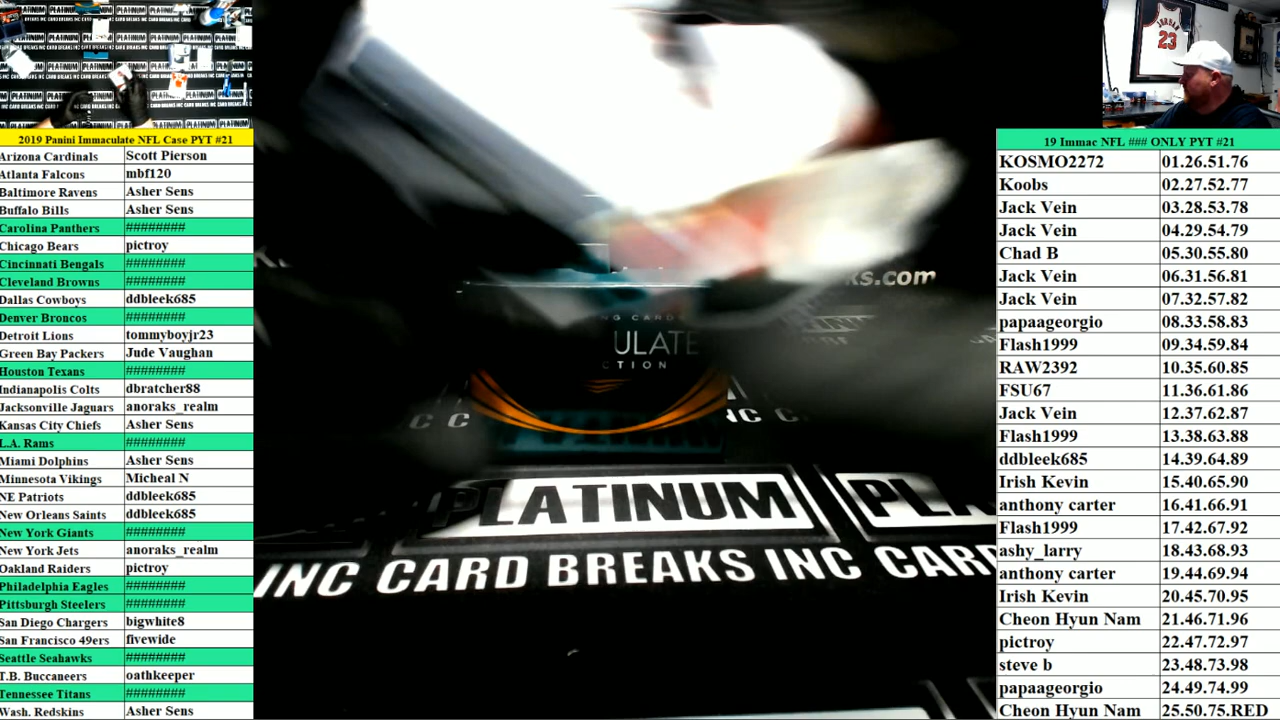 2019 Panini Immaculate NFL Case PYT #21
Arizona Cardinals Scott Pierson
Atlanta Falcons mbf120
Baltimore Ravens Asher Sens
Buffalo Bills Asher Sens
Carolina Panthers ########
Chicago Bears pictroy
Cincinnati Bengals ########
Cleveland Browns ########
Dallas Cowboys ddbleek685
Denver Broncos ########
Detroit Lions tommyboyjr23
Green Bay Packers Jude Vaughan
Houston Texans ########
Indianapolis Colts dbratcher88
Jacksonville Jaguars anoraks_realm
Kansas City Chiefs Asher Sens
L.A. Rams ########
Miami Dolphins Asher Sens
Minnesota Vikings Micheal N
NE Patriots ddbleek685
New Orleans Saints ddbleek685
New York Giants ########
New York Jets anoraks_realm
Oakland Raiders pictroy
Philadelphia Eagles ########
Pittsburgh Steelers ########
San Diego Chargers bigwhite8
San Francisco 49ers fivewide
Seattle Seahawks ########
T.B. Buccaneers oathkeeper
Tennessee Titans ########
Wash. Redskins Asher Sens
ks.com
ULATE
CTION
PLATINUM PLA
INC CARD BREAKS INC CARD
JORDAN
23
19 Immac NFL ### ONLY PYT #21
KOSMO2272 01.26.51.76
Koobs 02.27.52.77
Jack Vein 03.28.53.78
Jack Vein 04.29.54.79
Chad B 05.30.55.80
Jack Vein 06.31.56.81
Jack Vein 07.32.57.82
papaageorgio 08.33.58.83
Flash1999 09.34.59.84
RAW2392 10.35.60.85
FSU67 11.36.61.86
Jack Vein 12.37.62.87
Flash1999 13.38.63.88
ddbleek685 14.39.64.89
Irish Kevin 15.40.65.90
anthony carter 16.41.66.91
Flash1999 17.42.67.92
ashy_larry 18.43.68.93
anthony carter 19.44.69.94
Irish Kevin 20.45.70.95
Cheon Hyun Nam 21.46.71.96
pictroy 22.47.72.97
steve b 23.48.73.98
papaageorgio 24.49.74.99
Cheon Hyun Nam 25.50.75.RED